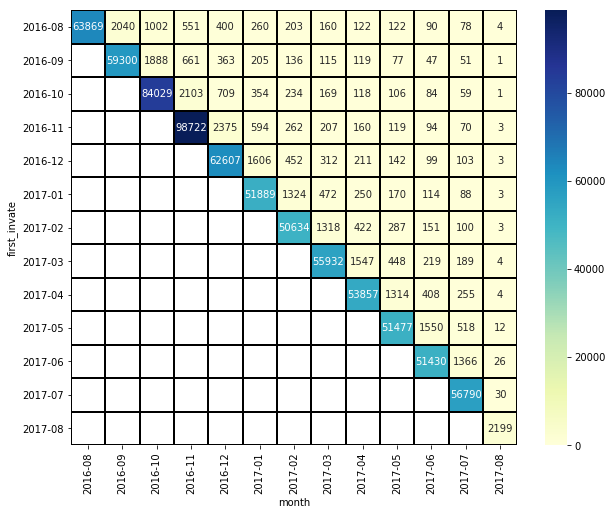 2016-08 63869 2040 1002 551 400 260 203 160 122 122 90 78 4
2016-09 59300 1888 661 363 205 136 115 119 77 47 51 1
2016-10 84029 2103 709 354 234 169 118 106 84 59 1
2016-11 98722 2375 594 262 207 160 119 94 70 3
2016-12 62607 1606 452 312 211 142 99 103 3
2017-01 51889 1324 472 250 170 114 88 3
2017-02 50634 1318 422 287 151 100 3
2017-03 55932 1547 448 219 189 4
2017-04 53857 1314 408 255 4
2017-05 51477 1550 518 12
2017-06 51430 1366 26
2017-07 56790 30
2017-08 2199
first_invate
2016-08 2016-09 2016-10 2016-11 2016-12 2017-01 2017-02 2017-03 2017-04 2017-05 2017-06 2017-07 2017-08
month
80000
60000
40000
20000
0